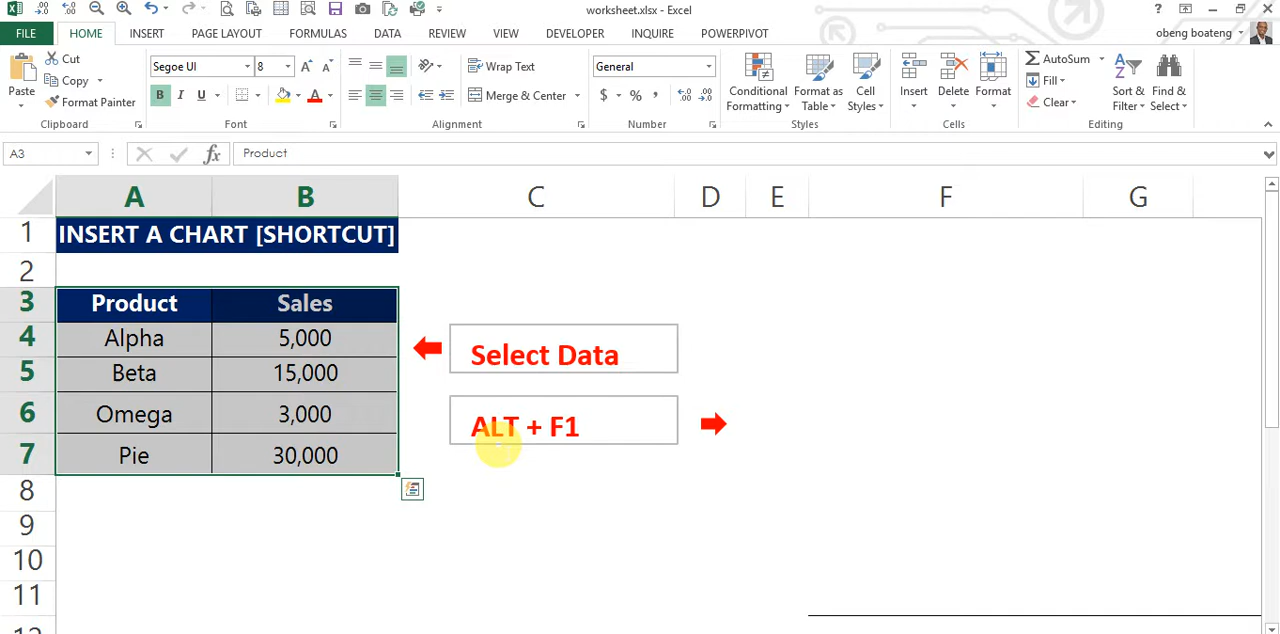 worksheet.xlsx - Excel
?
FILE HOME INSERT PAGE LAYOUT FORMULAS DATA REVIEW VIEW DEVELOPER INQUIRE POWERPIVOT obeng boateng
Paste
Cut
Copy
Format Painter
Clipboard
Segoe UI 8
B I U
Font
Wrap Text
Merge & Center
Alignment
General
$ % ,
Number
Conditional Formatting
Format as Table
Cell Styles
Styles
Insert Delete Format
Cells
AutoSum
Fill
Clear
Sort & Filter
Find & Select
Editing
A3 fx Product
A B C D E F G
1 INSERT A CHART [SHORTCUT]
2
3 Product Sales
4 Alpha 5,000 Select Data
5 Beta 15,000
6 Omega 3,000 ALT + F1
7 Pie 30,000
8
9
10
11